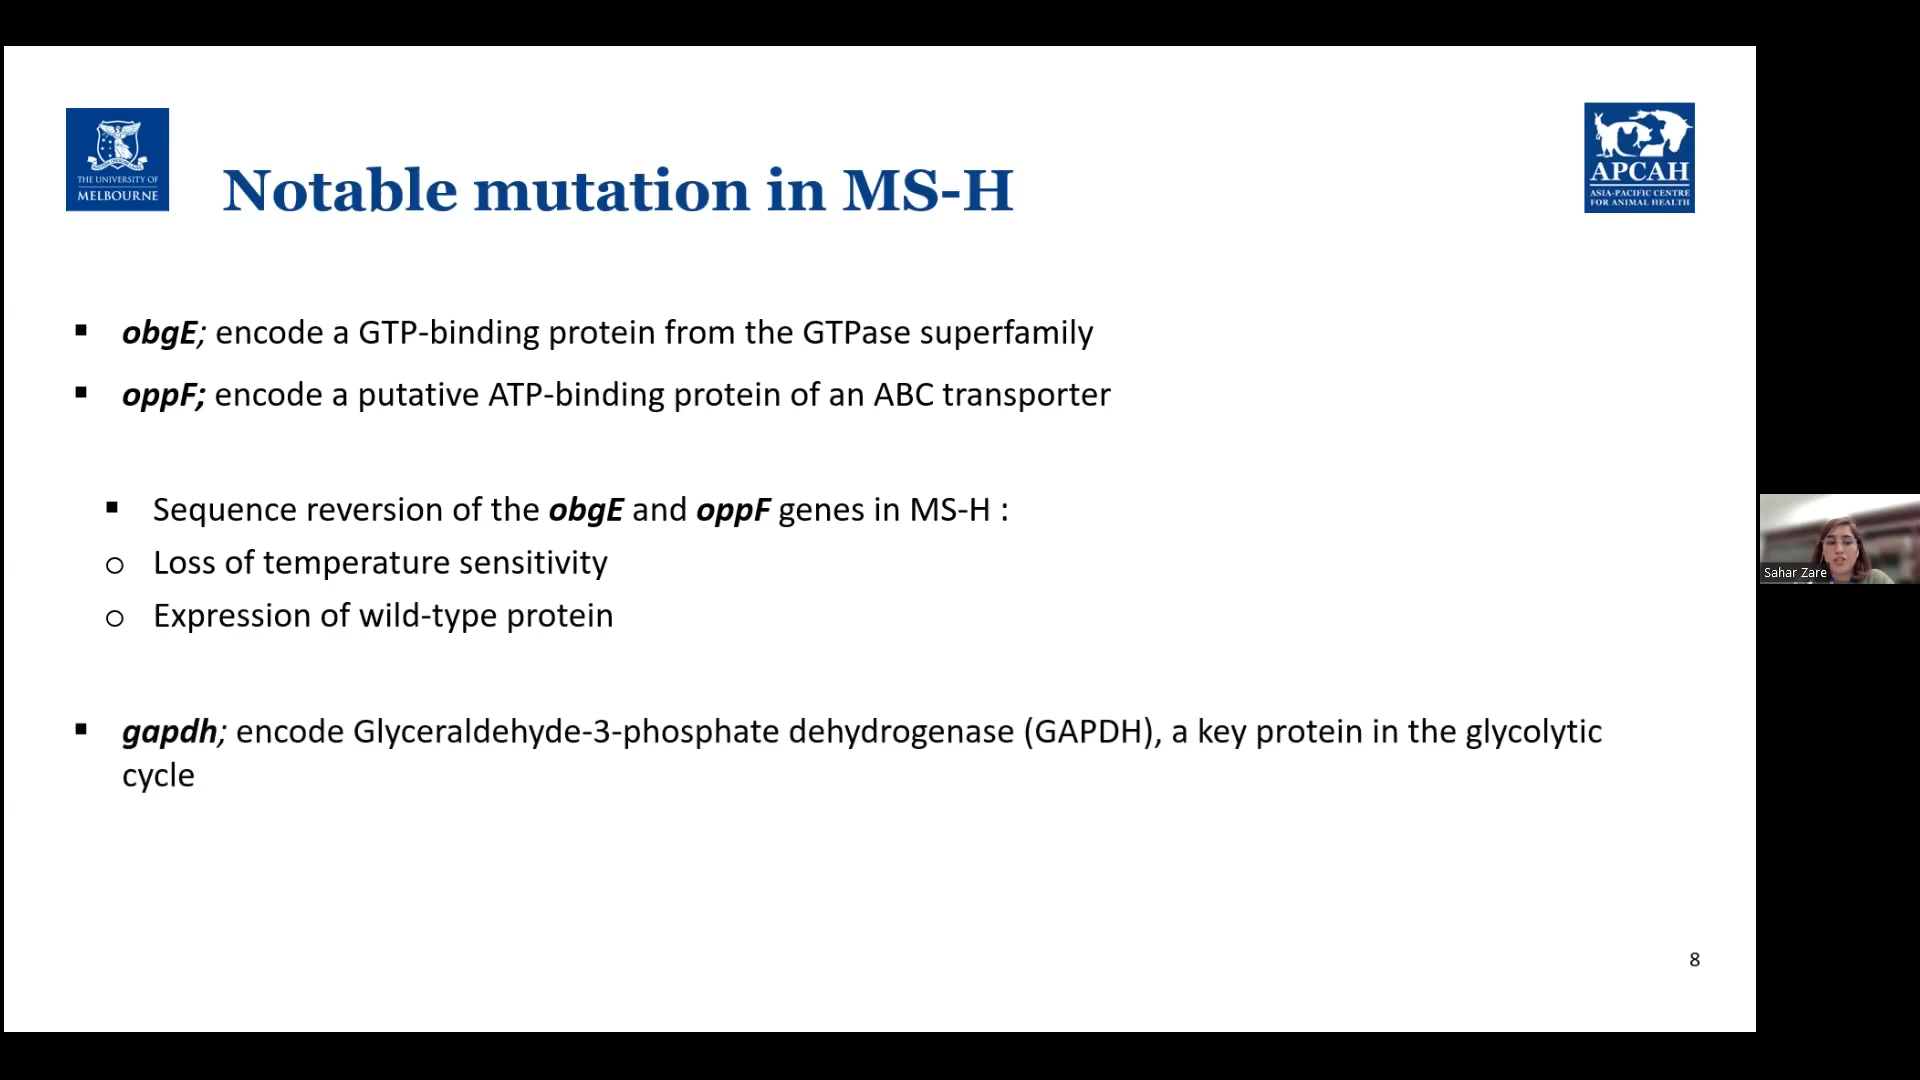 THE UNIVERSITY OF
MELBOURNE
Notable mutation in MS-H
APCAH
ASIA-PACIFIC CENTRE
FOR ANIMAL HEALTH
▪ obgE; encode a GTP-binding protein from the GTPase superfamily
▪ oppF; encode a putative ATP-binding protein of an ABC transporter
▪ Sequence reversion of the obgE and oppF genes in MS-H :
o Loss of temperature sensitivity
o Expression of wild-type protein
▪ gapdh; encode Glyceraldehyde-3-phosphate dehydrogenase (GAPDH), a key protein in the glycolytic
cycle
8
Sahar Zare